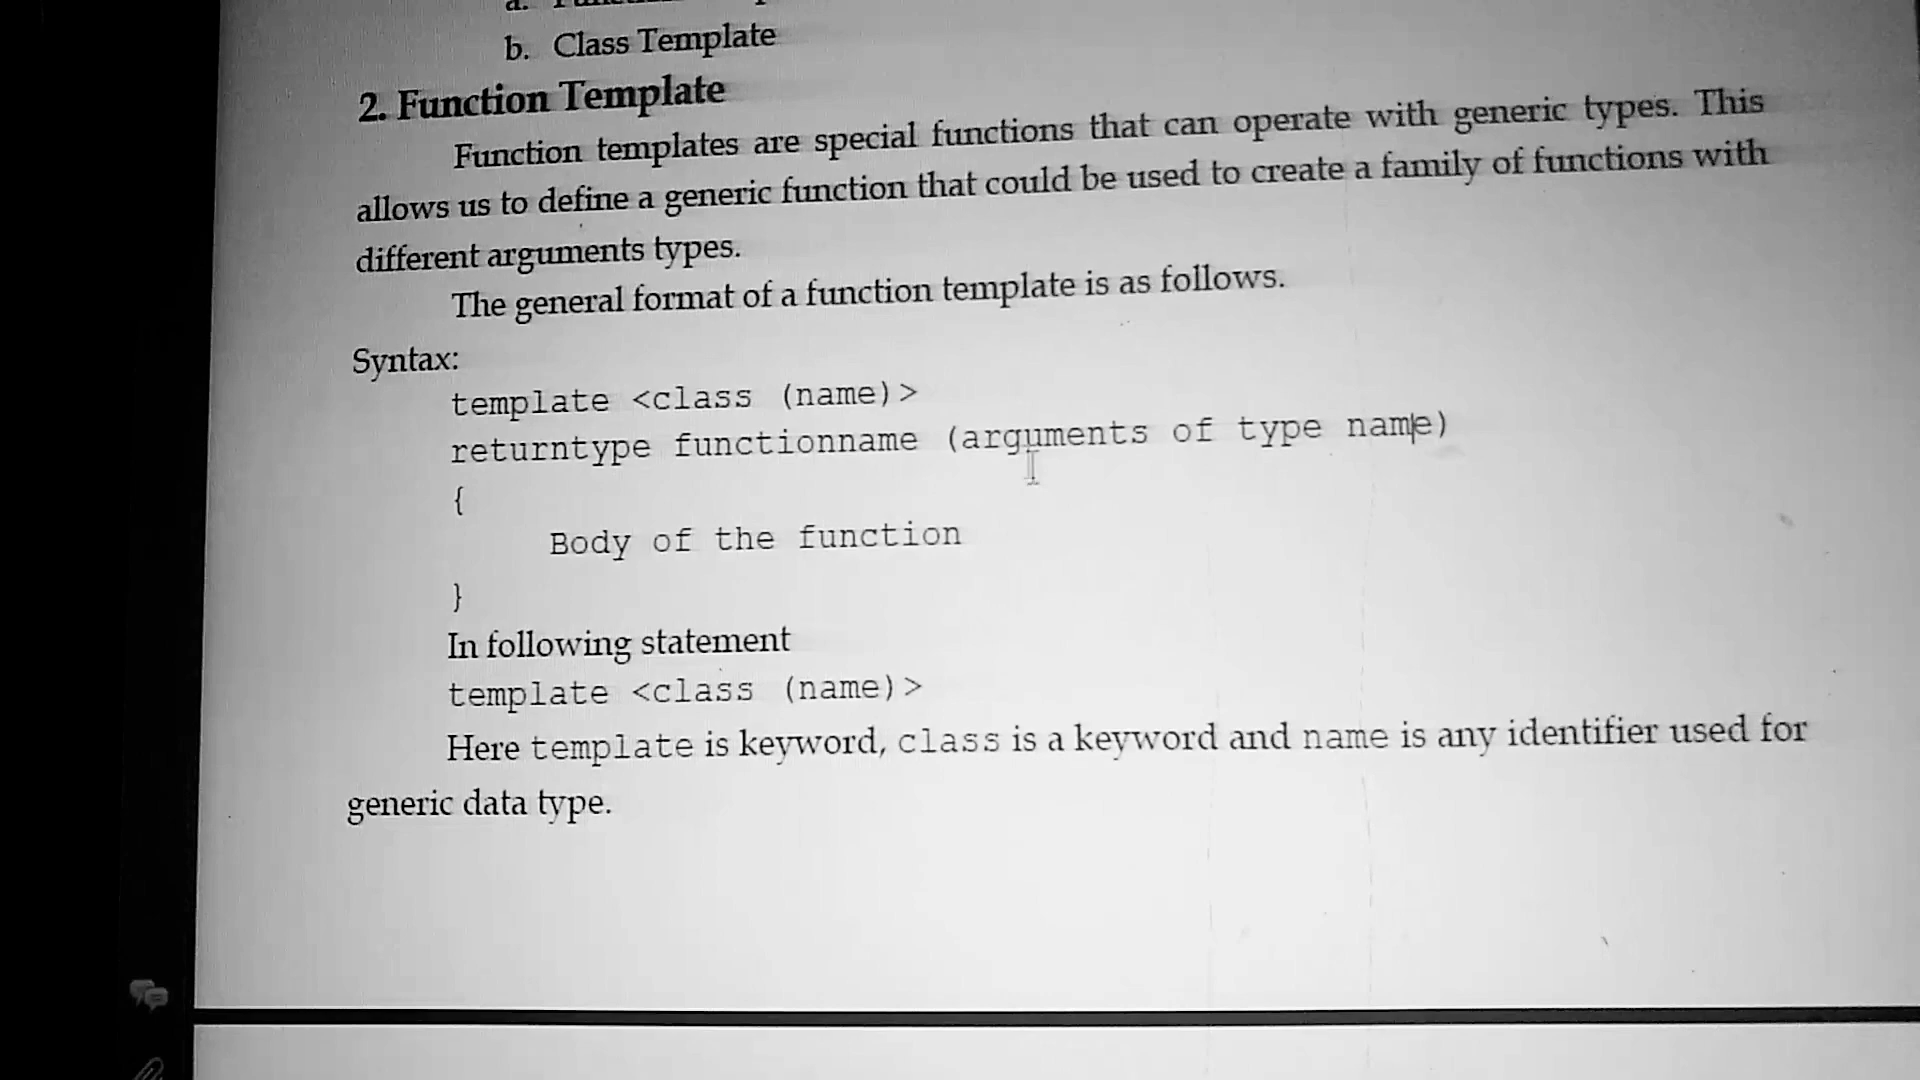 b. Class Template
2. Function Template
Function templates are special functions that can operate with generic types. This
allows us to define a generic function that could be used to create a family of functions with
different arguments types.
The general format of a function template is as follows.
Syntax:
template <class (name)>
returntype functionname (arguments of type name)
{
Body of the function
}
In following statement
template <class (name)>
Here template is keyword, class is a keyword and name is any identifier used for
generic data type.